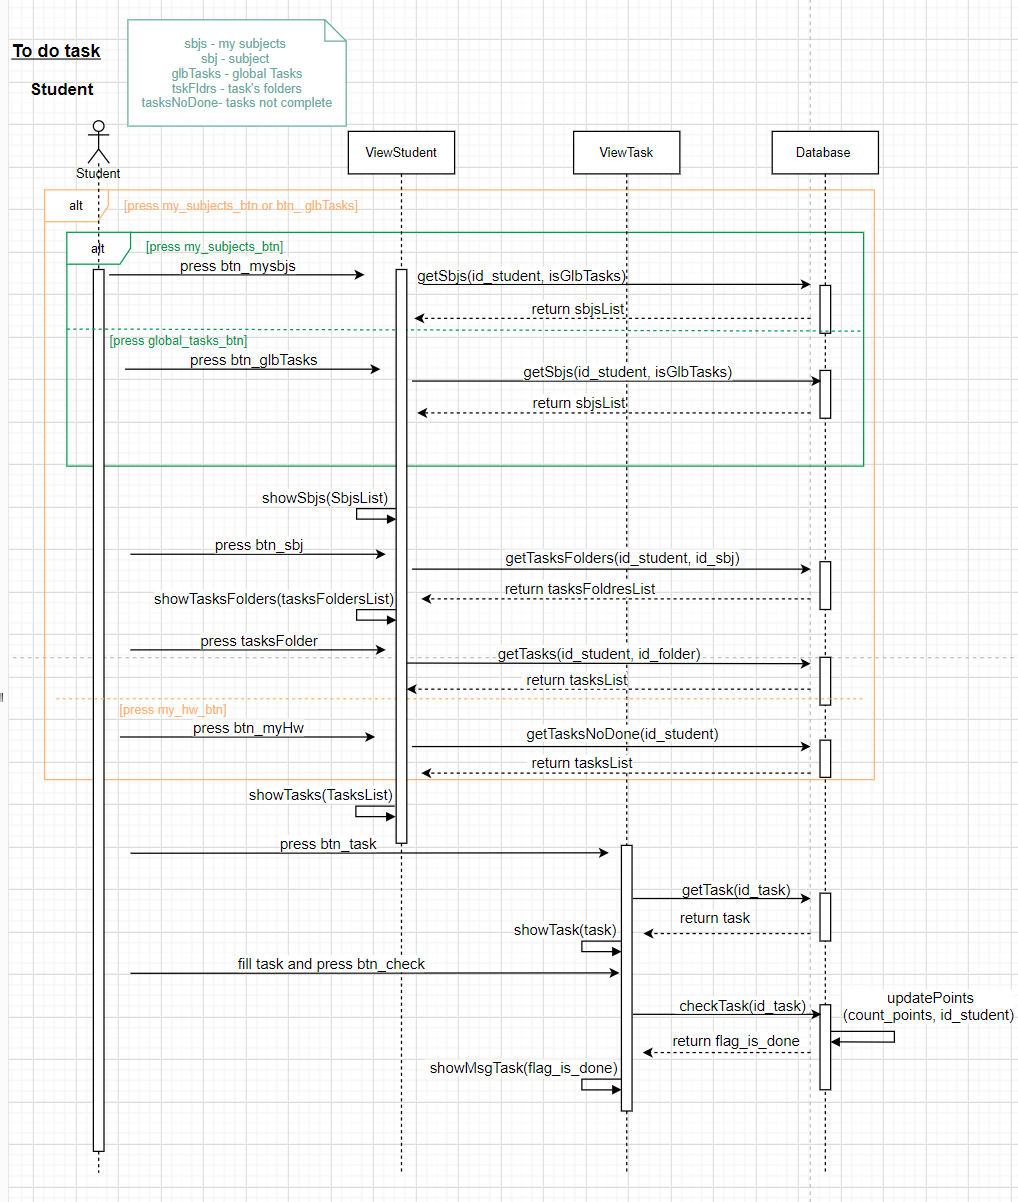 To do task
Student
sbjs - my subjects
sbj - subject
glbTasks - global Tasks
tskFldrs - task's folders
tasksNoDone- tasks not complete
Student
ViewStudent
ViewTask
Database
alt
[press my_subjects_btn or btn_ glbTasks]
alt
[press my_subjects_btn]
press btn_mysbjs
getSbjs(id_student, isGlbTasks)
return sbjsList
[press global_tasks_btn]
press btn_glbTasks
getSbjs(id_student, isGlbTasks)
return sbjsList
showSbjs(SbjsList)
press btn_sbj
getTasksFolders(id_student, id_sbj)
return tasksFoldresList
showTasksFolders(tasksFoldersList)
press tasksFolder
getTasks(id_student, id_folder)
return tasksList
[press my_hw_btn]
press btn_myHw
getTasksNoDone(id_student)
return tasksList
showTasks(TasksList)
press btn_task
getTask(id_task)
return task
showTask(task)
fill task and press btn_check
updatePoints
(count_points, id_student)
checkTask(id_task)
return flag_is_done
showMsgTask(flag_is_done)